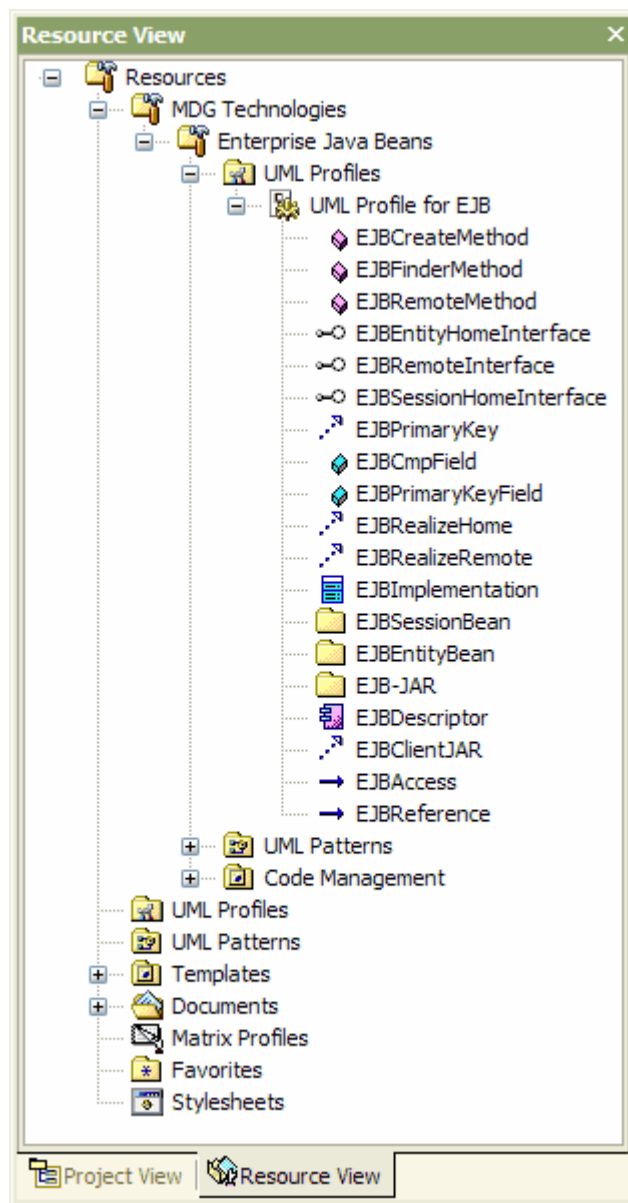 Resource View
Resources
MDG Technologies
Enterprise Java Beans
UML Profiles
UML Profile for EJB
EJBCreateMethod
EJBFinderMethod
EJBRemoteMethod
EJBEntityHomeInterface
EJBRemoteInterface
EJBSessionHomeInterface
EJBPrimaryKey
EJBCmpField
EJBPrimaryKeyField
EJBRealizeHome
EJBRealizeRemote
EJBImplementation
EJBSessionBean
EJBEntityBean
EJB-JAR
EJBDescriptor
EJBClientJAR
EJBAccess
EJBReference
UML Patterns
Code Management
UML Profiles
UML Patterns
Templates
Documents
Matrix Profiles
Favorites
Stylesheets
Project View Resource View